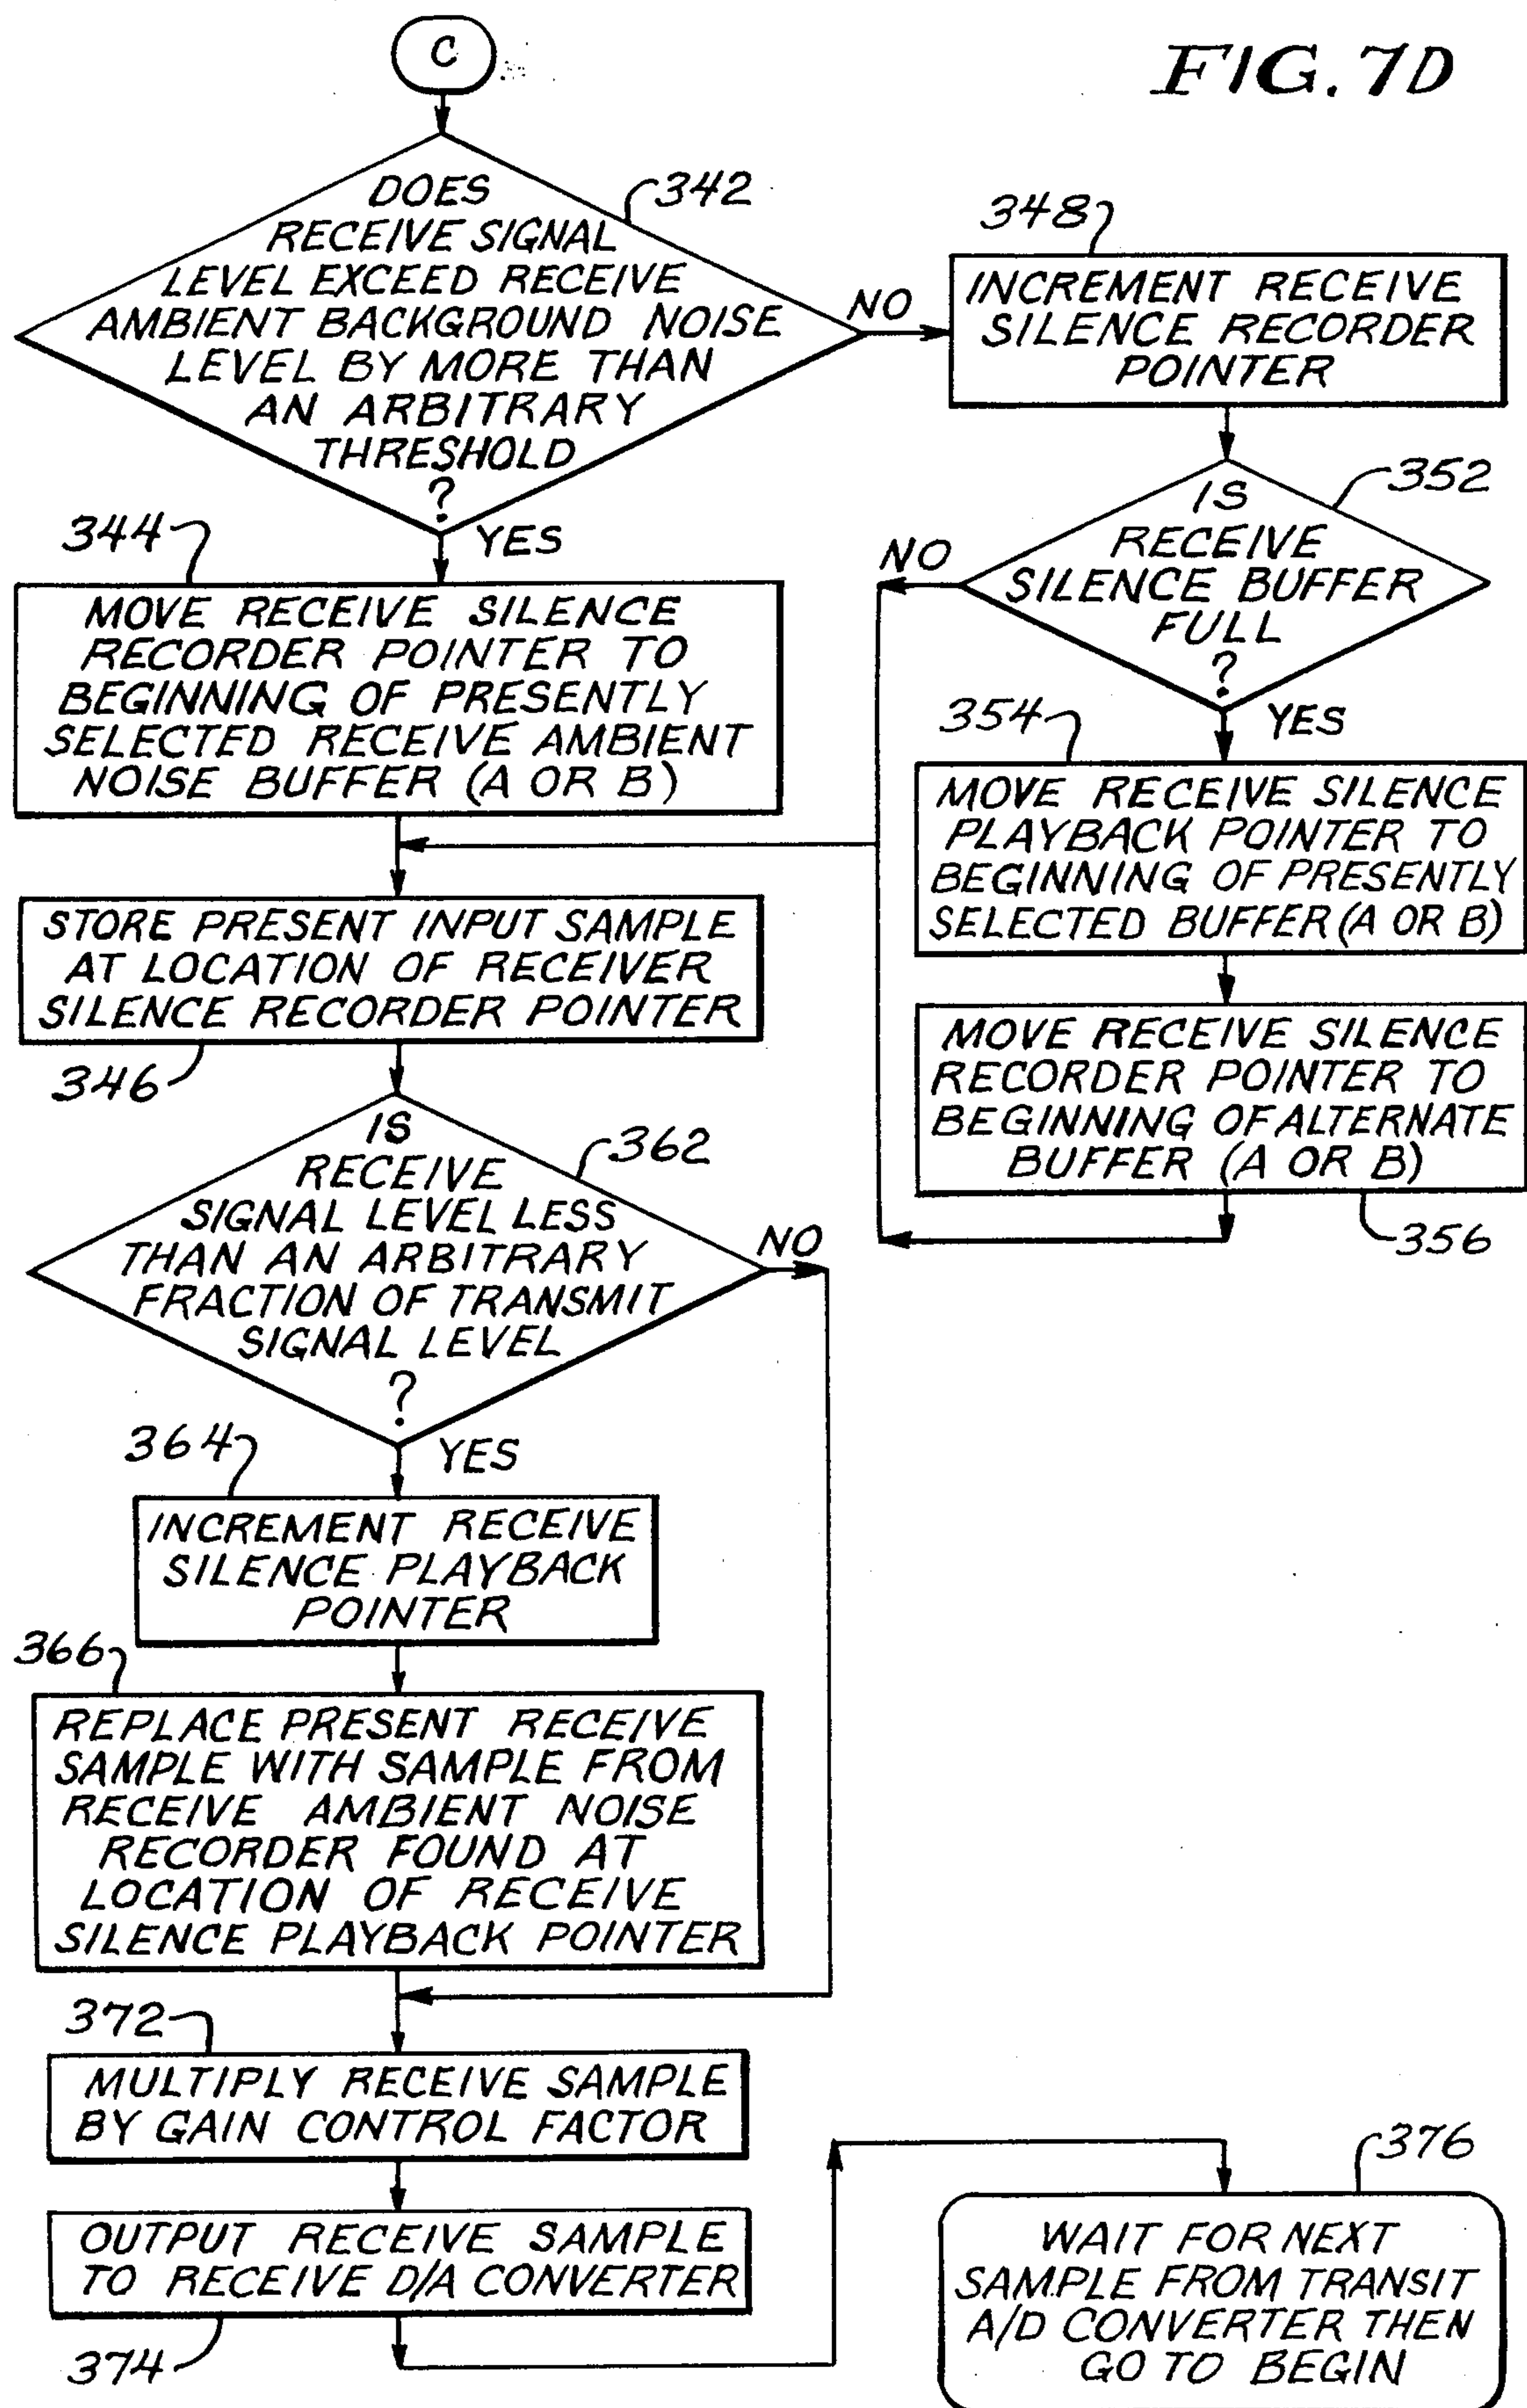 C
FIG. 7D
DOES
RECEIVE SIGNAL
LEVEL EXCEED RECEIVE
AMBIENT BACKGROUND NOISE
LEVEL BY MORE THAN
AN ARBITRARY
THRESHOLD
?
342
NO
YES
348
INCREMENT RECEIVE
SILENCE RECORDER
POINTER
352
IS
RECEIVE
SILENCE BUFFER
FULL
?
NO
YES
344
MOVE RECEIVE SILENCE
RECORDER POINTER TO
BEGINNING OF PRESENTLY
SELECTED RECEIVE AMBIENT
NOISE BUFFER (A OR B)
354
MOVE RECEIVE SILENCE
PLAYBACK POINTER TO
BEGINNING OF PRESENTLY
SELECTED BUFFER (A OR B)
STORE PRESENT INPUT SAMPLE
AT LOCATION OF RECEIVER
SILENCE RECORDER POINTER
346
MOVE RECEIVE SILENCE
RECORDER POINTER TO
BEGINNING OF ALTERNATE
BUFFER (A OR B)
356
IS
RECEIVE
SIGNAL LEVEL LESS
THAN AN ARBITRARY
FRACTION OF TRANSMIT
SIGNAL LEVEL
?
362
NO
YES
364
INCREMENT RECEIVE
SILENCE PLAYBACK
POINTER
366
REPLACE PRESENT RECEIVE
SAMPLE WITH SAMPLE FROM
RECEIVE AMBIENT NOISE
RECORDER FOUND AT
LOCATION OF RECEIVE
SILENCE PLAYBACK POINTER
372
MULTIPLY RECEIVE SAMPLE
BY GAIN CONTROL FACTOR
OUTPUT RECEIVE SAMPLE
TO RECEIVE D/A CONVERTER
374
376
WAIT FOR NEXT
SAMPLE FROM TRANSIT
A/D CONVERTER THEN
GO TO BEGIN